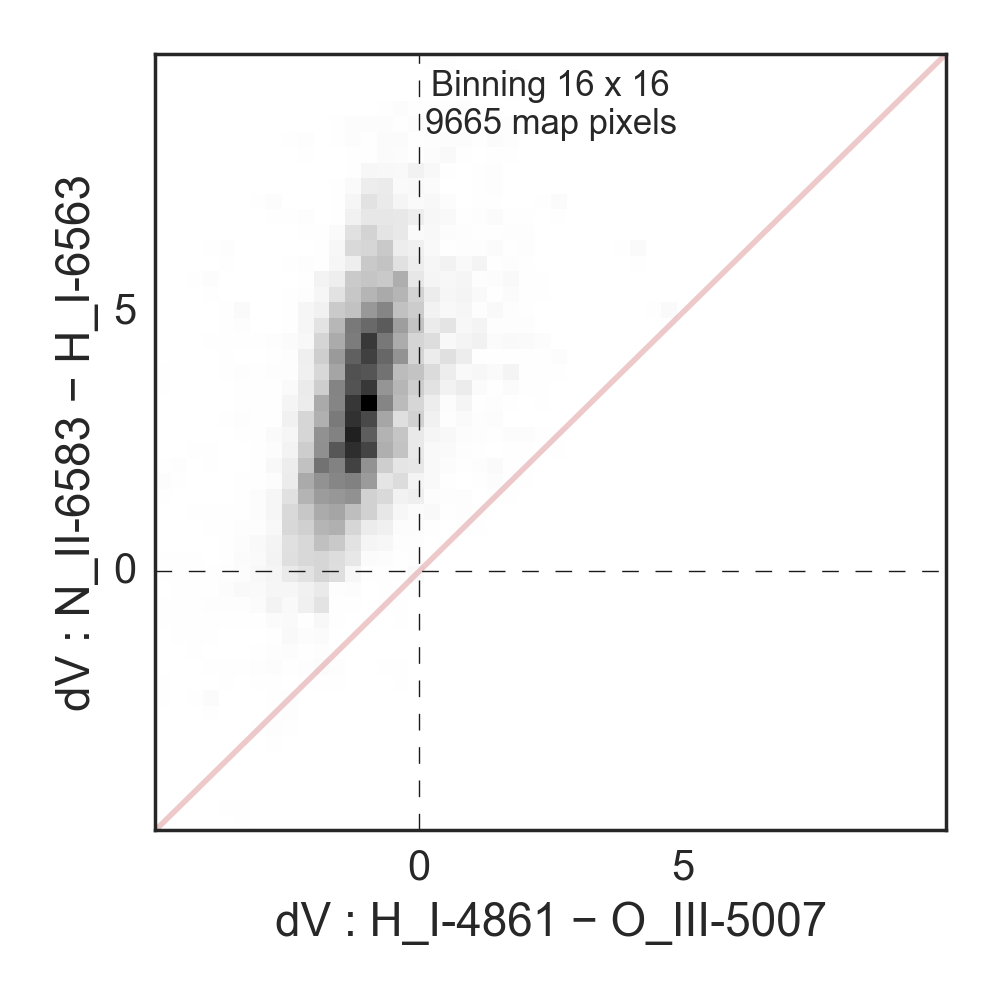 Binning 16 x 16
9665 map pixels
dV : N_II-6583 − H_I-6563
5
0
0
5
dV : H_I-4861 − O_III-5007